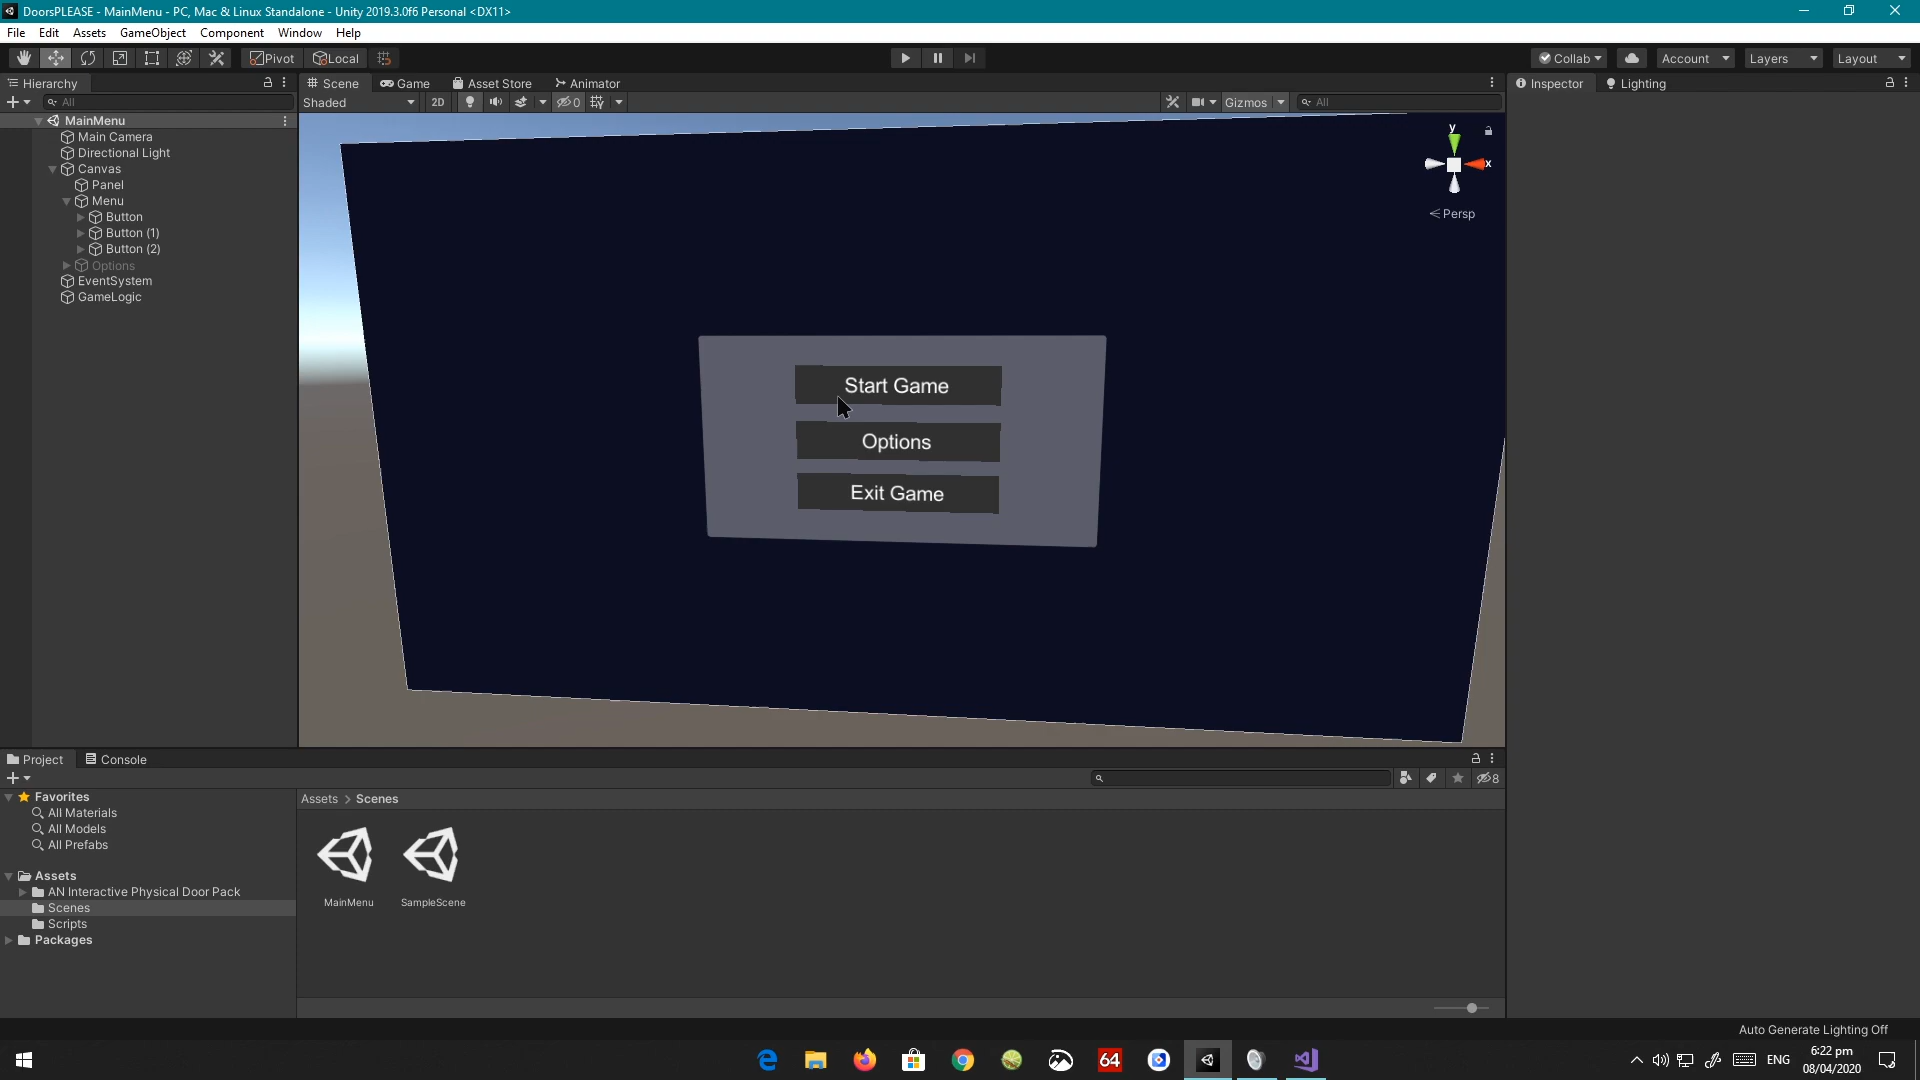 DoorsPLEASE - MainMenu - PC, Mac & Linux Standalone - Unity 2019.3.0f6 Personal <DX11>
File Edit Assets GameObject Component Window Help
Pivot Local Collab Account Layers Layout
Hierarchy
All
MainMenu
Main Camera
Directional Light
Canvas
Panel
Menu
Button
Button (1)
Button (2)
Options
EventSystem
GameLogic
Scene Game Asset Store Animator
Shaded 2D 0 Gizmos All
y
x
Persp
Start Game
Options
Exit Game
Inspector Lighting
Project Console
8
Favorites
All Materials
All Models
All Prefabs
Assets
AN Interactive Physical Door Pack
Scenes
Scripts
Packages
Assets > Scenes
MainMenu SampleScene
Auto Generate Lighting Off
64
ENG
6:22 pm
08/04/2020